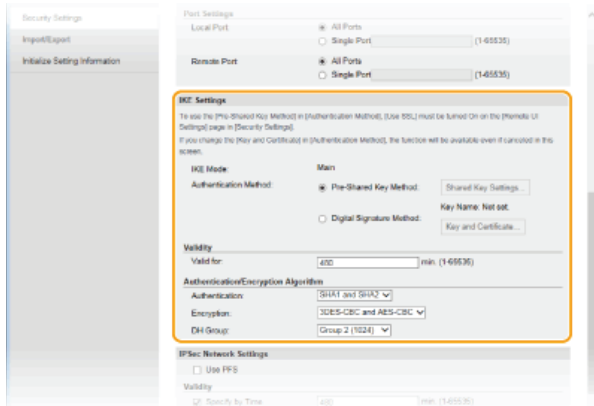 Security Settings
Import/Export
Initialize Setting Information
Port Settings
Local Port
All Ports
Single Port
(1-65535)
Remote Port
All Ports
Single Port
(1-65535)
IKE Settings
To use the [Pre-Shared Key Method] in [Authentication Method], [Use SSL] must be turned On on the [Remote UI
Settings] page in [Security Settings].
If you change the [Key and Certificate] in [Authentication Method], the function will be available even if canceled in this
screen.
IKE Mode:
Main
Authentication Method:
Pre-Shared Key Method:
Shared Key Settings...
Key Name: Not set.
Digital Signature Method:
Key and Certificate...
Validity
Valid for:
480
min. (1-65535)
Authentication/Encryption Algorithm
Authentication:
SHA1 and SHA2
Encryption:
3DES-CBC and AES-CBC
DH Group:
Group 2 (1024)
IPSec Network Settings
Use PFS
Validity
Specify by Time
480
min. (1-65535)